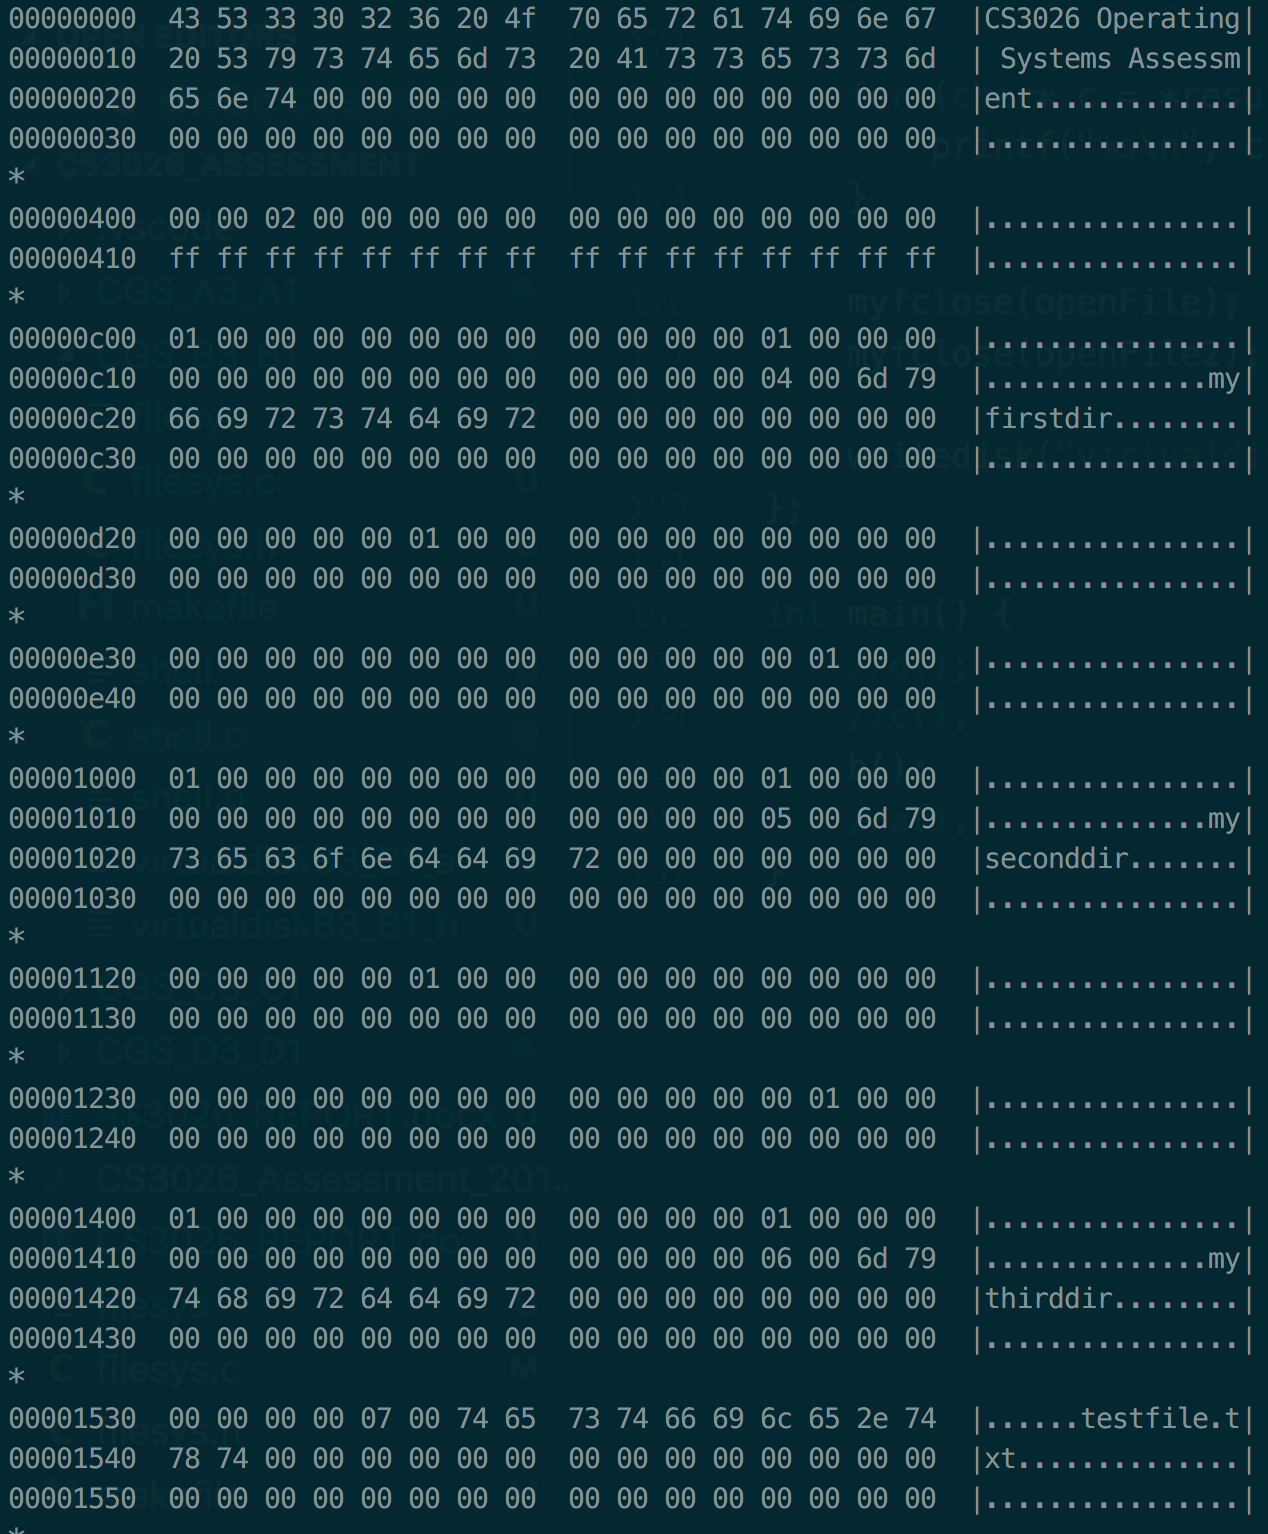 00000000  43 53 33 30 32 36 20 4f  70 65 72 61 74 69 6e 67  |CS3026 Operating|
00000010  20 53 79 73 74 65 6d 73  20 41 73 73 65 73 73 6d  | Systems Assessm|
00000020  65 6e 74 00 00 00 00 00  00 00 00 00 00 00 00 00  |ent.............|
00000030  00 00 00 00 00 00 00 00  00 00 00 00 00 00 00 00  |................|
*
00000400  00 00 02 00 00 00 00 00  00 00 00 00 00 00 00 00  |................|
00000410  ff ff ff ff ff ff ff ff  ff ff ff ff ff ff ff ff  |................|
*
00000c00  01 00 00 00 00 00 00 00  00 00 00 00 01 00 00 00  |................|
00000c10  00 00 00 00 00 00 00 00  00 00 00 00 04 00 6d 79  |..............my|
00000c20  66 69 72 73 74 64 69 72  00 00 00 00 00 00 00 00  |firstdir........|
00000c30  00 00 00 00 00 00 00 00  00 00 00 00 00 00 00 00  |................|
*
00000d20  00 00 00 00 00 01 00 00  00 00 00 00 00 00 00 00  |................|
00000d30  00 00 00 00 00 00 00 00  00 00 00 00 00 00 00 00  |................|
*
00000e30  00 00 00 00 00 00 00 00  00 00 00 00 00 01 00 00  |................|
00000e40  00 00 00 00 00 00 00 00  00 00 00 00 00 00 00 00  |................|
*
00001000  01 00 00 00 00 00 00 00  00 00 00 00 01 00 00 00  |................|
00001010  00 00 00 00 00 00 00 00  00 00 00 00 05 00 6d 79  |..............my|
00001020  73 65 63 6f 6e 64 64 69  72 00 00 00 00 00 00 00  |seconddir.......|
00001030  00 00 00 00 00 00 00 00  00 00 00 00 00 00 00 00  |................|
*
00001120  00 00 00 00 00 01 00 00  00 00 00 00 00 00 00 00  |................|
00001130  00 00 00 00 00 00 00 00  00 00 00 00 00 00 00 00  |................|
*
00001230  00 00 00 00 00 00 00 00  00 00 00 00 00 01 00 00  |................|
00001240  00 00 00 00 00 00 00 00  00 00 00 00 00 00 00 00  |................|
*
00001400  01 00 00 00 00 00 00 00  00 00 00 00 01 00 00 00  |................|
00001410  00 00 00 00 00 00 00 00  00 00 00 00 06 00 6d 79  |..............my|
00001420  74 68 69 72 64 64 69 72  00 00 00 00 00 00 00 00  |thirddir........|
00001430  00 00 00 00 00 00 00 00  00 00 00 00 00 00 00 00  |................|
*
00001530  00 00 00 00 07 00 74 65  73 74 66 69 6c 65 2e 74  |......testfile.t|
00001540  78 74 00 00 00 00 00 00  00 00 00 00 00 00 00 00  |xt..............|
00001550  00 00 00 00 00 00 00 00  00 00 00 00 00 00 00 00  |................|
*